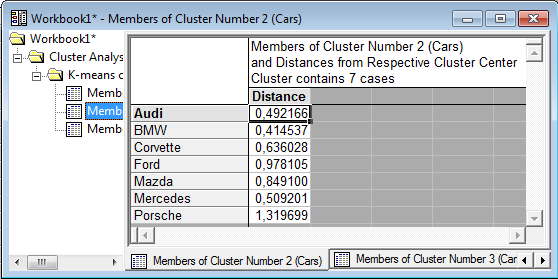 Workbook1* - Members of Cluster Number 2 (Cars)
Workbook1*
Cluster Analys
K-means c
Memb
Memb
Memb
Members of Cluster Number 2 (Cars)
and Distances from Respective Cluster Center
Cluster contains 7 cases
Distance
Audi 0,492166
BMW 0,414537
Corvette 0,636028
Ford 0,978105
Mazda 0,849100
Mercedes 0,509201
Porsche 1,319699
Members of Cluster Number 2 (Cars) Members of Cluster Number 3 (Car